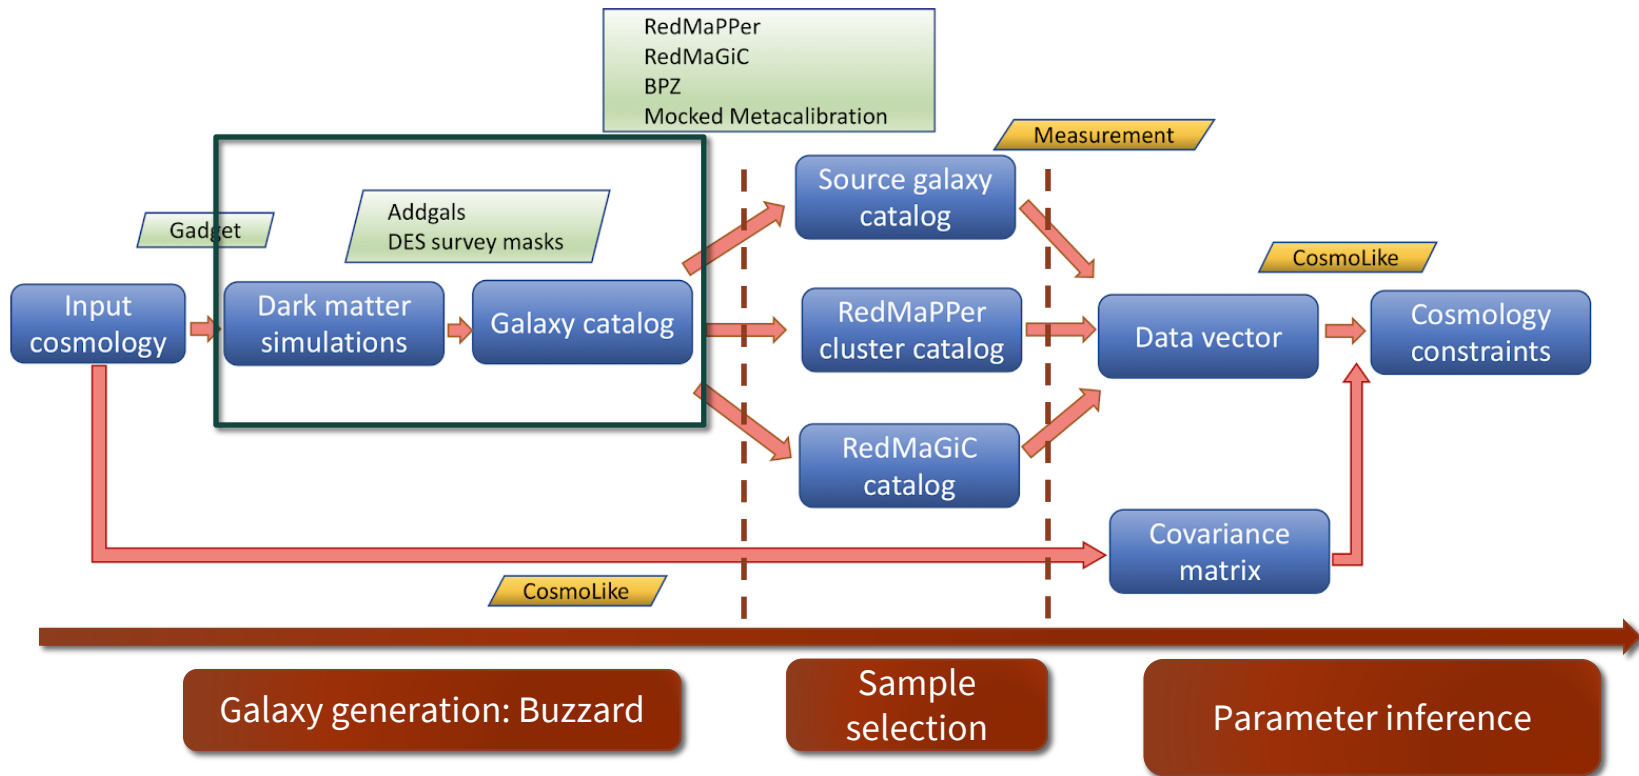 RedMaPPer
RedMaGiC
BPZ
Mocked Metacalibration
Measurement
Source galaxy
catalog
Addgals
DES survey masks
Gadget
CosmoLike
Input
cosmology
Dark matter
simulations
Galaxy catalog
RedMaPPer
cluster catalog
Data vector
Cosmology
constraints
RedMaGiC
catalog
Covariance
matrix
CosmoLike
Galaxy generation: Buzzard
Sample
selection
Parameter inference